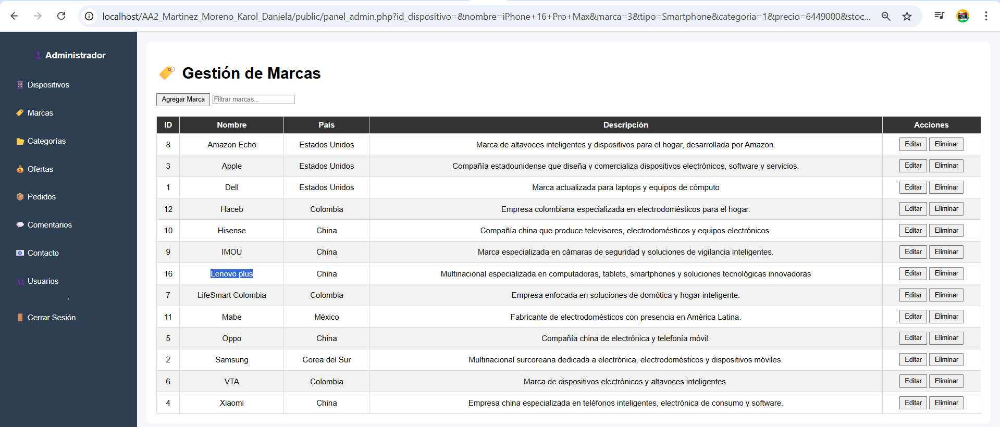 localhost/AA2_Martinez_Moreno_Karol_Daniela/public/panel_admin.php?id_dispositivo=&nombre=iPhone+16+Pro+Max&marca=3&tipo=Smartphone&categoria=1&precio=6449000&stoc...
Administrador
Dispositivos
Marcas
Categorías
Ofertas
Pedidos
Comentarios
Contacto
Usuarios
.
Cerrar Sesión
Gestión de Marcas
Agregar Marca Filtrar marcas...
ID Nombre País Descripción Acciones
8 Amazon Echo Estados Unidos Marca de altavoces inteligentes y dispositivos para el hogar, desarrollada por Amazon. Editar Eliminar
3 Apple Estados Unidos Compañía estadounidense que diseña y comercializa dispositivos electrónicos, software y servicios. Editar Eliminar
1 Dell Estados Unidos Marca actualizada para laptops y equipos de cómputo Editar Eliminar
12 Haceb Colombia Empresa colombiana especializada en electrodomésticos para el hogar. Editar Eliminar
10 Hisense China Compañía china que produce televisores, electrodomésticos y equipos electrónicos. Editar Eliminar
9 IMOU China Marca especializada en cámaras de seguridad y soluciones de vigilancia inteligentes. Editar Eliminar
16 Lenovo plus China Multinacional especializada en computadoras, tablets, smartphones y soluciones tecnológicas innovadoras Editar Eliminar
7 LifeSmart Colombia Colombia Empresa enfocada en soluciones de domótica y hogar inteligente. Editar Eliminar
11 Mabe México Fabricante de electrodomésticos con presencia en América Latina. Editar Eliminar
5 Oppo China Compañía china de electrónica y telefonía móvil. Editar Eliminar
2 Samsung Corea del Sur Multinacional surcoreana dedicada a electrónica, electrodomésticos y dispositivos móviles. Editar Eliminar
6 VTA Colombia Marca de dispositivos electrónicos y altavoces inteligentes. Editar Eliminar
4 Xiaomi China Empresa china especializada en teléfonos inteligentes, electrónica de consumo y software. Editar Eliminar